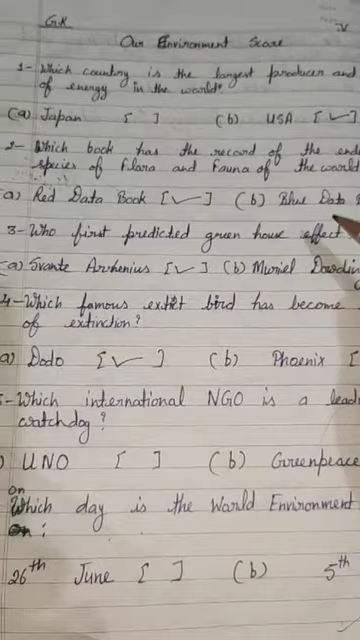 GK
Our Environment Score
1- Which country is the largest producer and
of energy in the world?
(a) Japan [ ] (b) USA [✓]
2- Which book has the record of the end
species of Flora and Fauna of the world
a) Red Data Book [✓] (b) Blue Data
3- Who first predicted green house effect
(a) Svante Arrhenius [✓] (b) Muriel
4- Which famous extict bird has become
of extinction?
a) Dodo [✓] (b) Phoenix [
- Which international NGO is a lead
watchdog?
) UNO [ ] (b) Greenpeace
on
Which day is the World Environment
on:
26th June [ ] (b) 5th